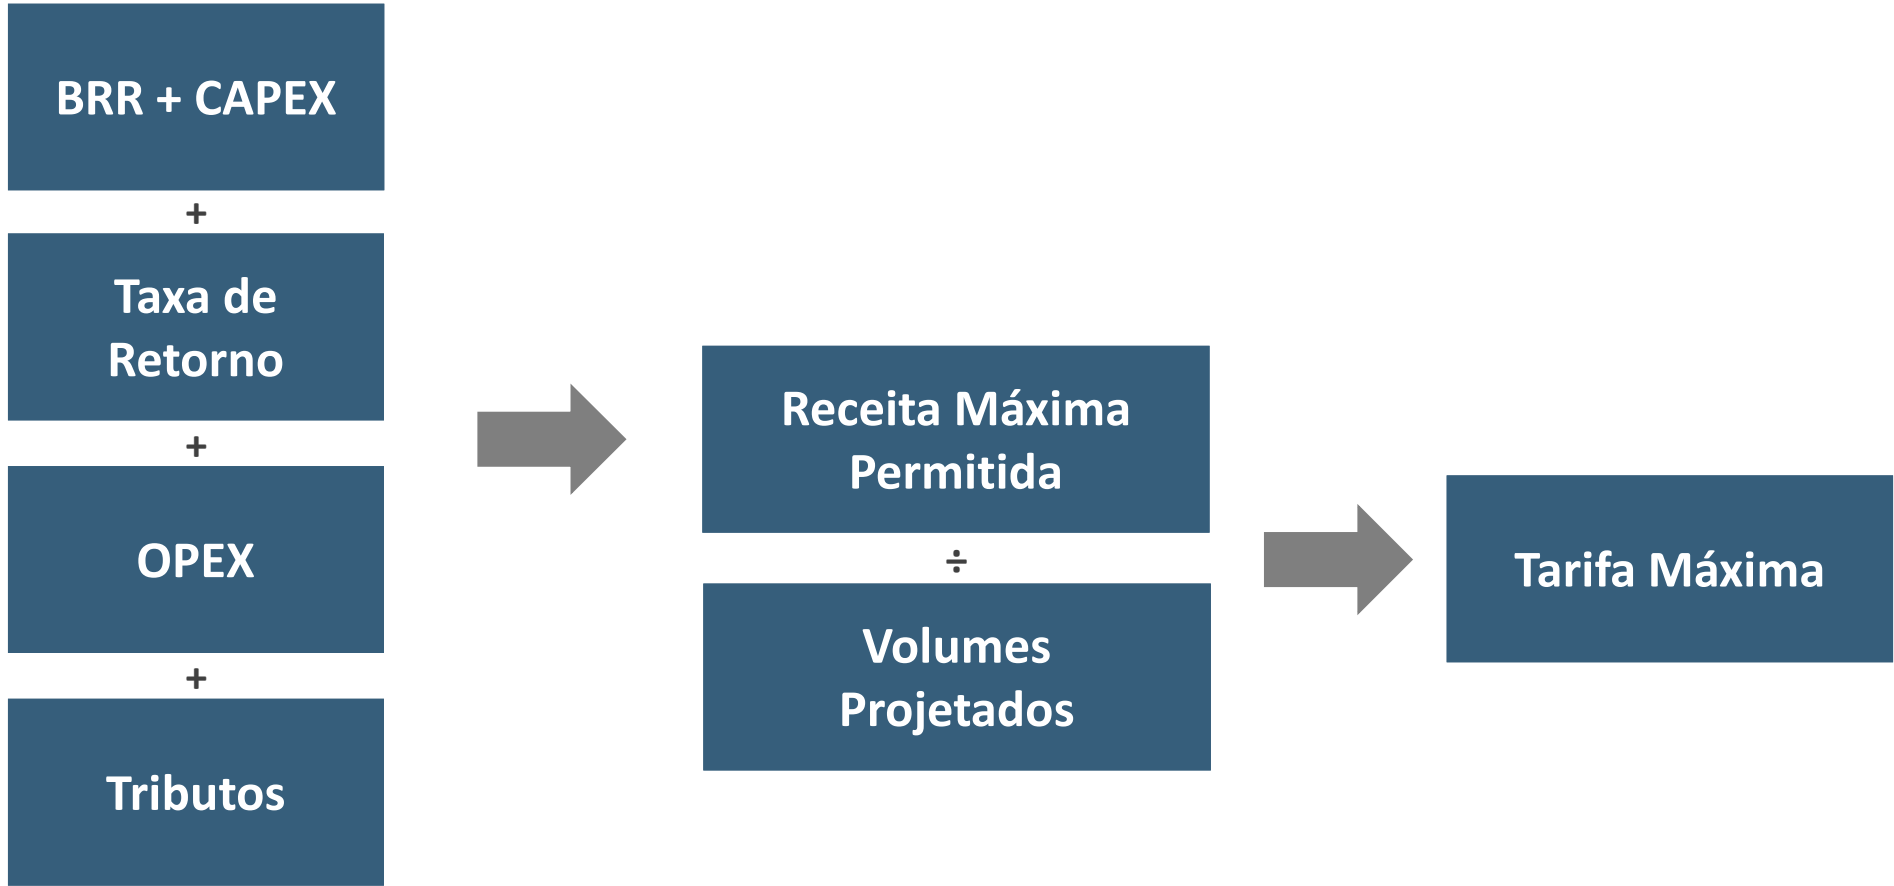 BRR + CAPEX
+
Taxa de
Retorno
+
OPEX
+
Tributos
Receita Máxima
Permitida
÷
Volumes
Projetados
Tarifa Máxima